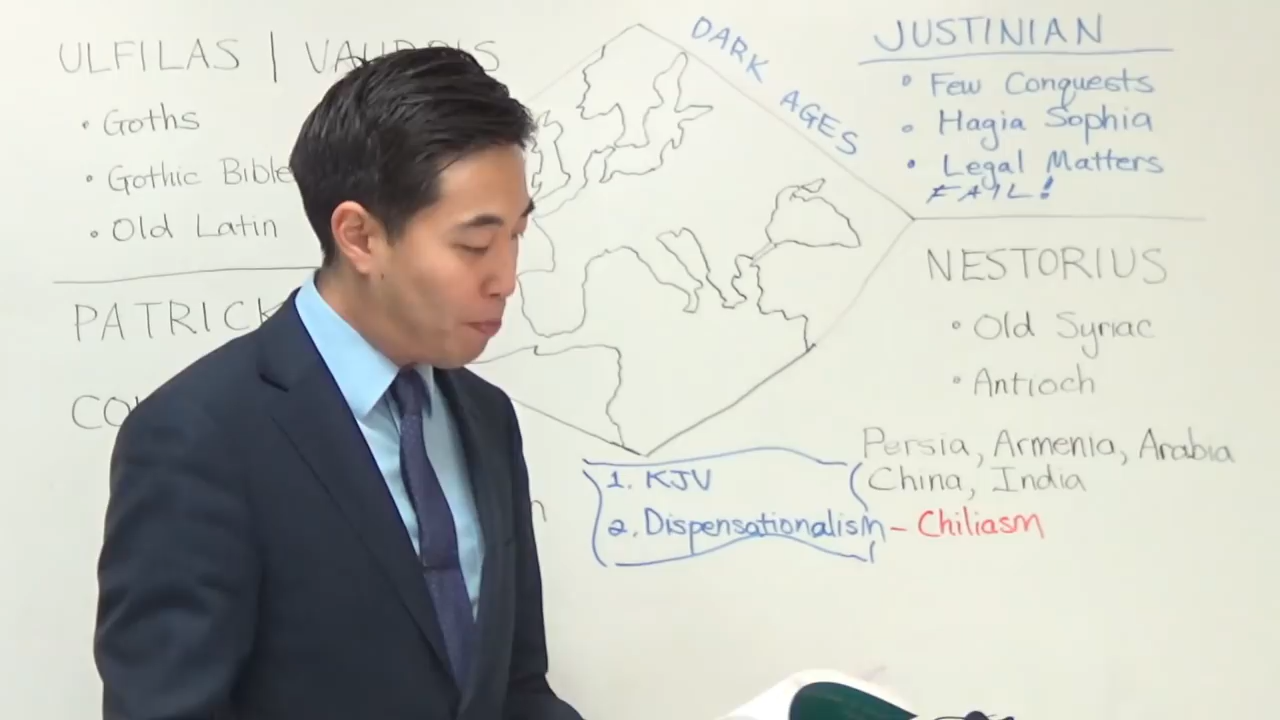 ULFILAS |
• Goths
• Gothic Bible
• Old Latin
PATRICK
DARK AGES
JUSTINIAN
• Few Conquests
• Hagia Sophia
• Legal Matters
FAIL!
NESTORIUS
• Old Syriac
• Antioch
Persia, Armenia, Arabia
China, India
1. KJV
2. Dispensationalism - Chiliasm